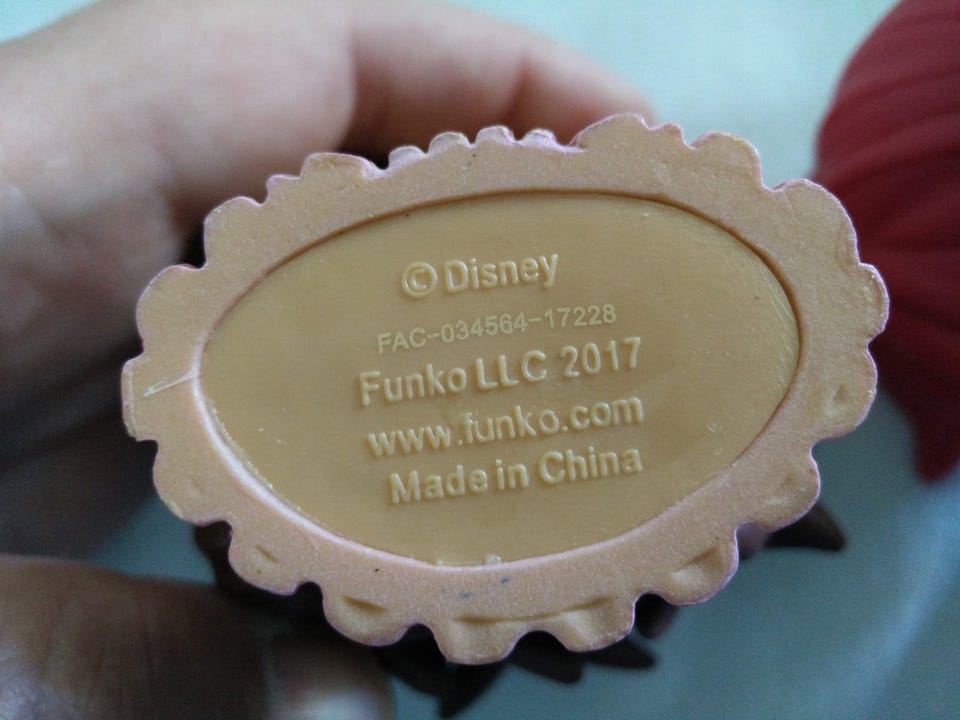 © Disney
FAC-034564-17228
Funko LLC 2017
www.funko.com
Made in China